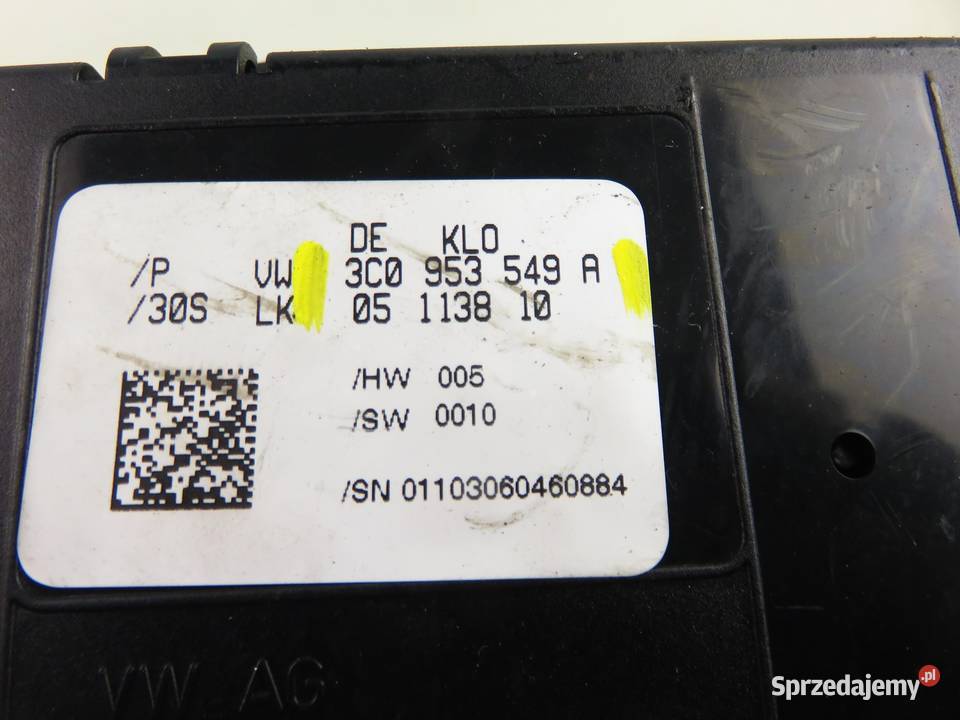 DE KLO
/P VW 3C0 953 549 A
/30S LK 05 1138 10
/HW 005
/SW 0010
/SN 01103060460884
VW AG
Sprzedajemy.pl